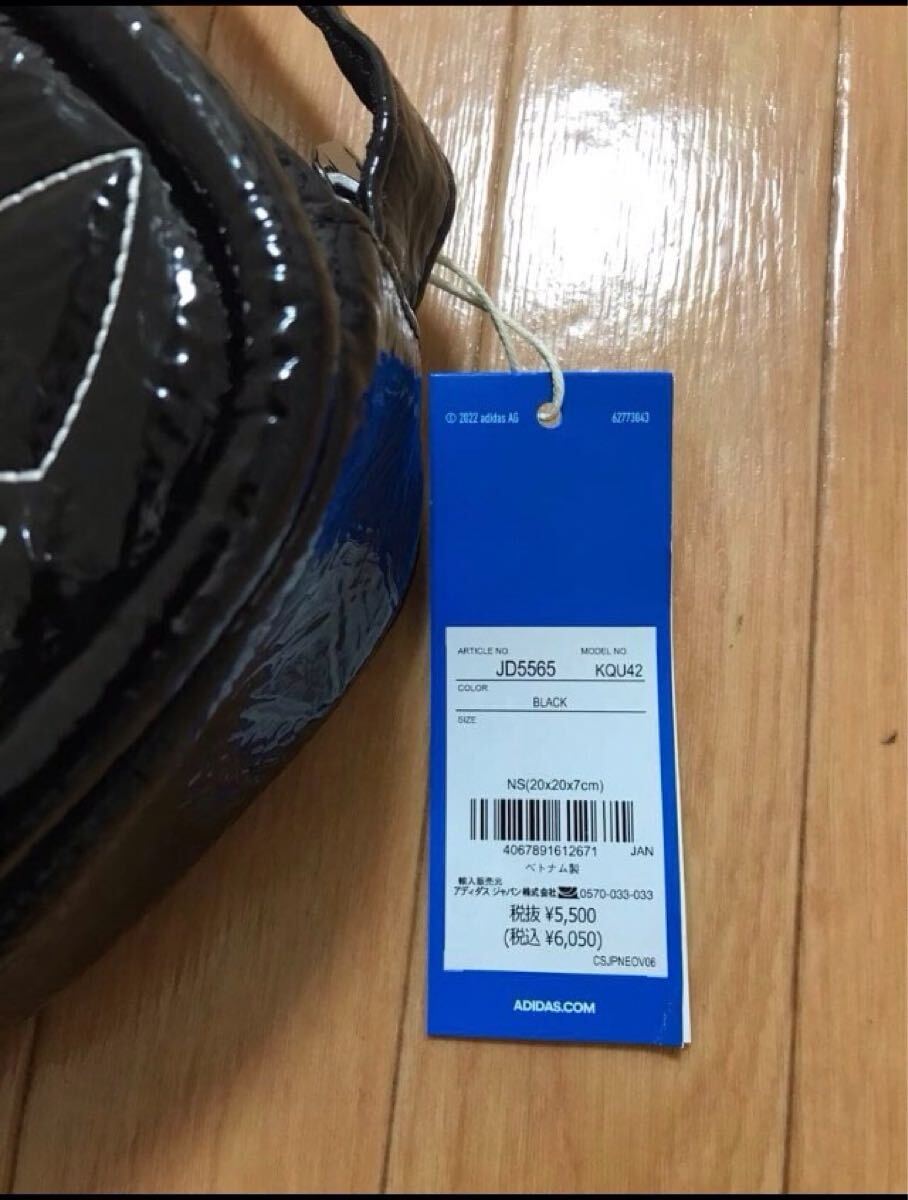 © 2022 adidas AG 62773043
ARTICLE NO. MODEL NO.
JD5565 KQU42
COLOR
BLACK
SIZE
NS(20x20x7cm)
4067891612671 JAN
ベトナム製
輸入販売元
アディダス ジャパン株式会社 0570-033-033
税抜 ¥5,500
(税込 ¥6,050)
CSJPNEOV06
ADIDAS.COM